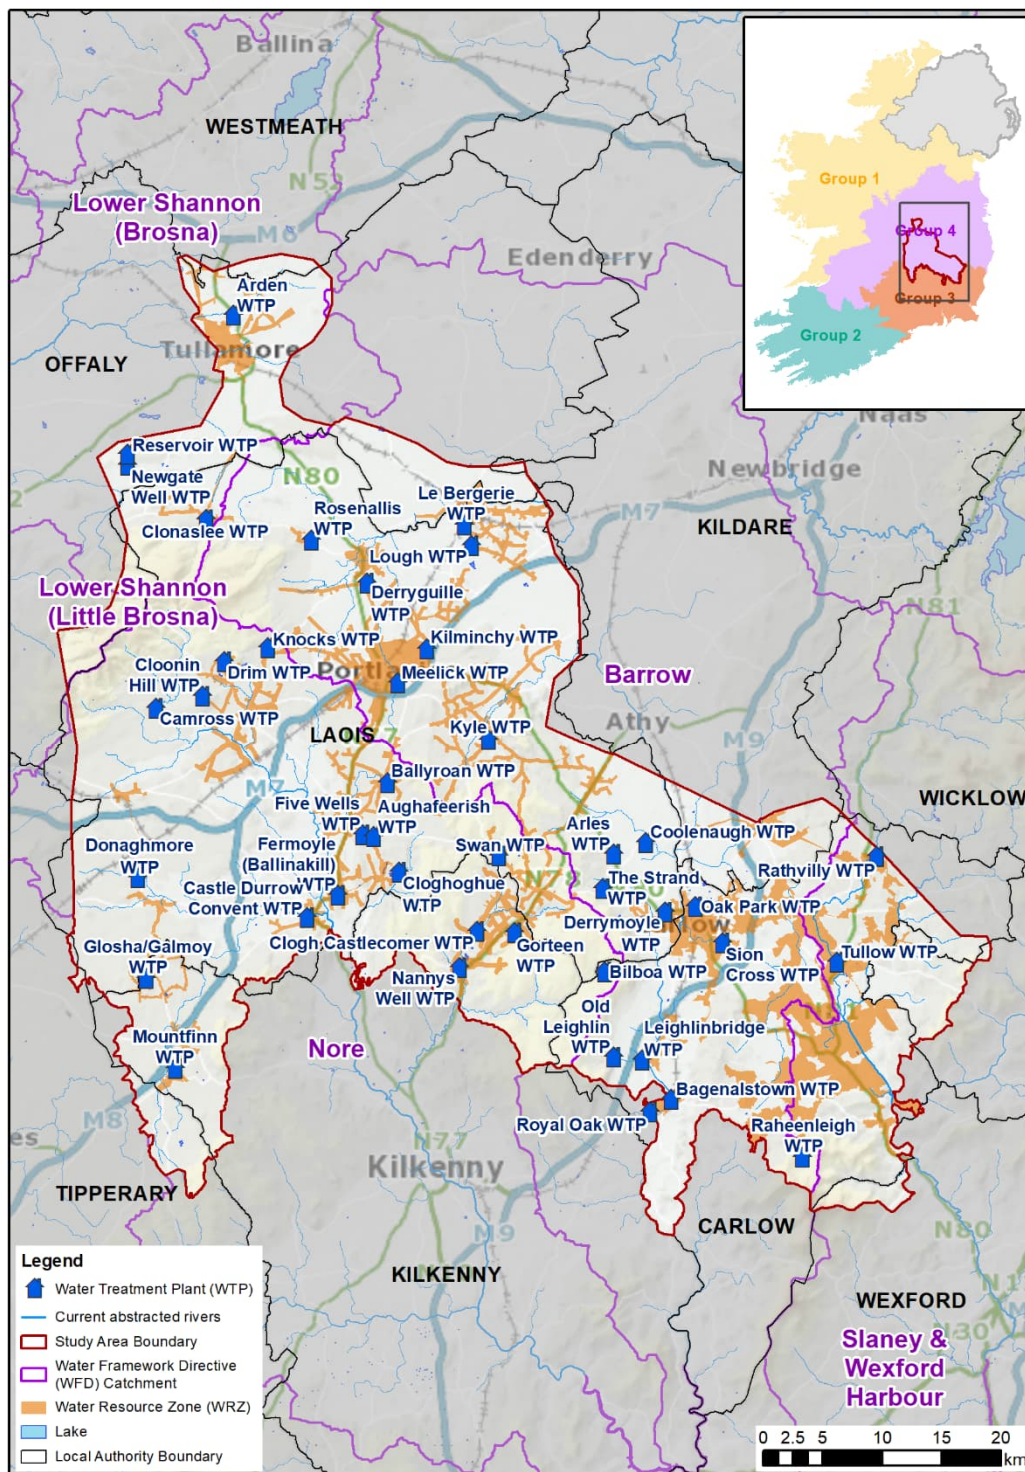 Ballina
WESTMEATH
N52
Lower Shannon
(Brosna)
M6
Edenderry
Arden
WTP
Tullamore
OFFALY
Group 1
Group 4
Group 3
Group 2
Naas
Reservoir WTP
Newgate
Well WTP
N80
Clonaslee WTP
Rosenallis
WTP
Le Bergerie
WTP
Newbridge
M7
KILDARE
Lough WTP
Derryguille
WTP
Lower Shannon
(Little Brosna)
N81
Knocks WTP
Kilminchy WTP
Cloonin
Hill WTP
Drim WTP
Meelick WTP
Camross WTP
Barrow
Athy
LAOIS
Kyle WTP
M9
M7
Ballyroan WTP
WICKLOW
Five Wells
WTP
Aughafeerish
WTP
Arles
WTP
Coolenaugh WTP
Donaghmore
WTP
Fermoyle
(Ballinakill)
WTP
Swan WTP
N78
Rathvilly WTP
Castle Durrow
Convent WTP
Cloghoghue
WTP
The Strand
WTP
Oak Park WTP
Derrymoyle
WTP
Clogh Castlecomer WTP
Gorteen
WTP
Sion
Cross WTP
Tullow WTP
Glosha/Galmoy
WTP
Nannys
Well WTP
Bilboa WTP
N81
Old
Leighlin
WTP
Leighlinbridge
WTP
Mountfinn
WTP
Nore
Bagenalstown WTP
Royal Oak WTP
Raheenleigh
WTP
M8
N77
Kilkenny
TIPPERARY
M9
CARLOW
N80
KILKENNY
WEXFORD
N30
Slaney &
Wexford
Harbour
Legend
Water Treatment Plant (WTP)
Current abstracted rivers
Study Area Boundary
Water Framework Directive
(WFD) Catchment
Water Resource Zone (WRZ)
Lake
Local Authority Boundary
0 2.5 5 10 15 20
km